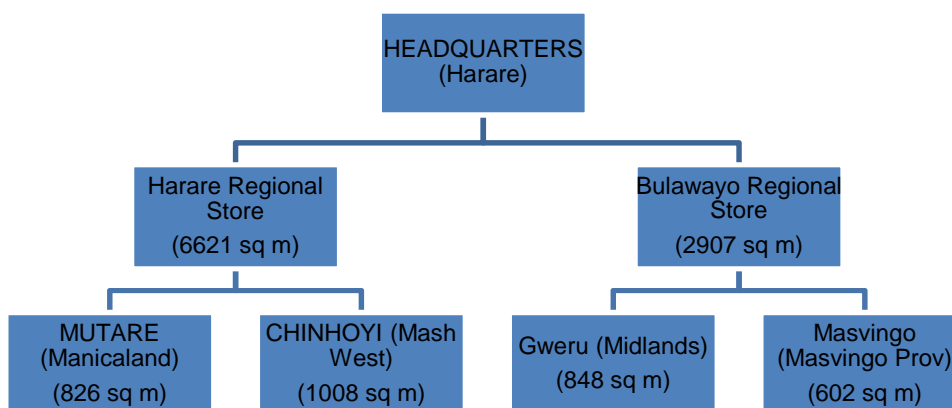 HEADQUARTERS
(Harare)
Harare Regional
Store
(6621 sq m)
Bulawayo Regional
Store
(2907 sq m)
MUTARE
(Manicaland)
(826 sq m)
CHINHOYI (Mash
West)
(1008 sq m)
Gweru (Midlands)
(848 sq m)
Masvingo
(Masvingo Prov)
(602 sq m)